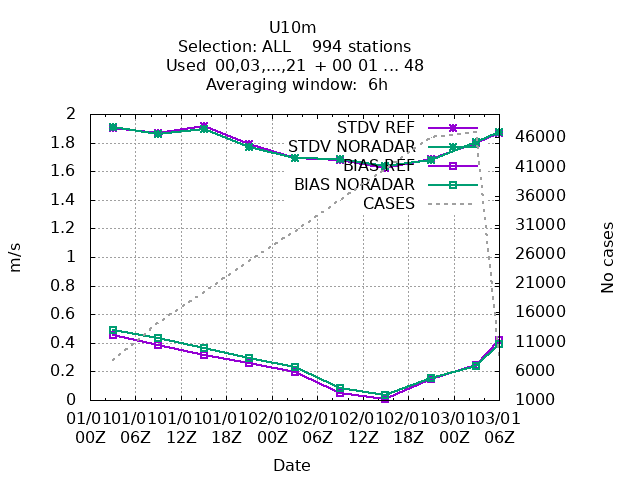 U10m
Selection: ALL    994 stations
Used  00,03,...,21  + 00 01 ... 48
Averaging window:  6h
STDV REF
STDV NORADAR
BIAS REF
BIAS NORADAR
CASES
2
1.8
1.6
1.4
1.2
1
0.8
0.6
0.4
0.2
0
m/s
46000
41000
36000
31000
26000
21000
16000
11000
6000
1000
No cases
01/01 01/01 01/01 01/01 02/01 02/01 02/01 02/01 03/01 03/01
00Z 06Z 12Z 18Z 00Z 06Z 12Z 18Z 00Z 06Z
Date